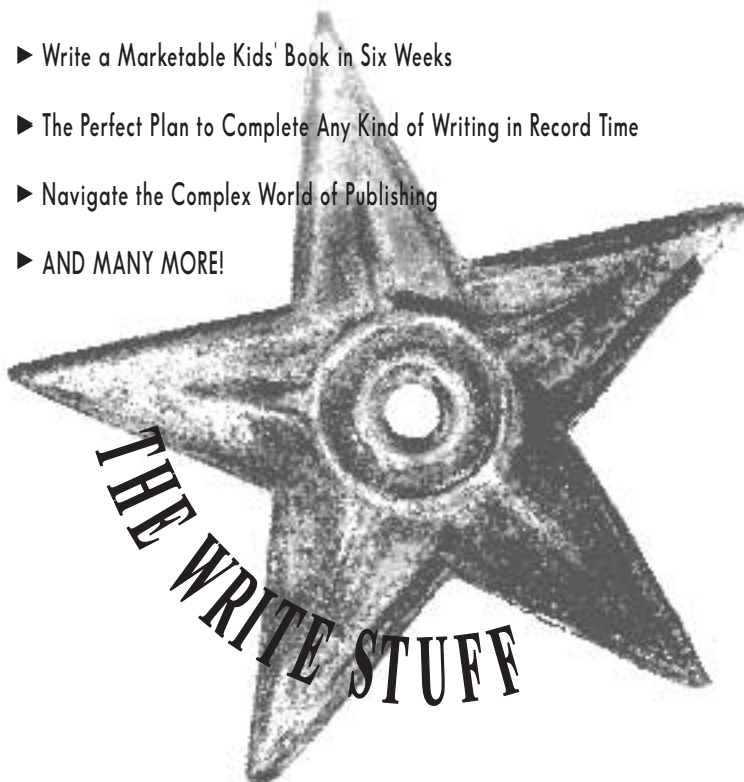 ▶ Write a Marketable Kids' Book in Six Weeks
▶ The Perfect Plan to Complete Any Kind of Writing in Record Time
▶ Navigate the Complex World of Publishing
▶ AND MANY MORE!
THE WRITE STUFF